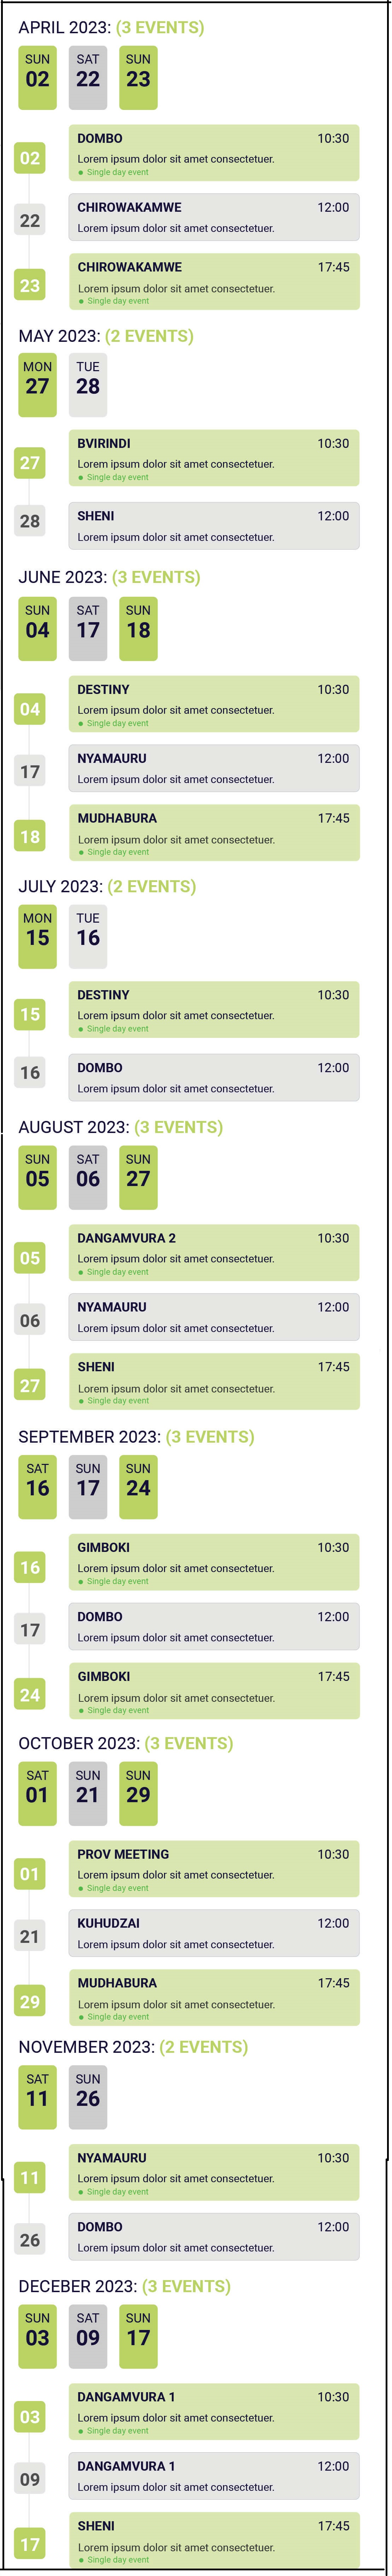 APRIL 2023: (3 EVENTS)
SUN SAT SUN
02 22 23
DOMBO 10:30
02 Lorem ipsum dolor sit amet consectetuer.
Single day event
CHIROWAKAMWE 12:00
22 Lorem ipsum dolor sit amet consectetuer.
CHIROWAKAMWE 17:45
23 Lorem ipsum dolor sit amet consectetuer.
Single day event
MAY 2023: (2 EVENTS)
MON TUE
27 28
BVIRINDI 10:30
27 Lorem ipsum dolor sit amet consectetuer.
Single day event
SHENI 12:00
28 Lorem ipsum dolor sit amet consectetuer.
JUNE 2023: (3 EVENTS)
SUN SAT SUN
04 17 18
DESTINY 10:30
04 Lorem ipsum dolor sit amet consectetuer.
Single day event
NYAMAURU 12:00
17 Lorem ipsum dolor sit amet consectetuer.
MUDHABURA 17:45
18 Lorem ipsum dolor sit amet consectetuer.
Single day event
JULY 2023: (2 EVENTS)
MON TUE
15 16
DESTINY 10:30
15 Lorem ipsum dolor sit amet consectetuer.
Single day event
DOMBO 12:00
16 Lorem ipsum dolor sit amet consectetuer.
AUGUST 2023: (3 EVENTS)
SUN SAT SUN
05 06 27
DANGAMVURA 2 10:30
05 Lorem ipsum dolor sit amet consectetuer.
Single day event
NYAMAURU 12:00
06 Lorem ipsum dolor sit amet consectetuer.
SHENI 17:45
27 Lorem ipsum dolor sit amet consectetuer.
Single day event
SEPTEMBER 2023: (3 EVENTS)
SAT SUN SUN
16 17 24
GIMBOKI 10:30
16 Lorem ipsum dolor sit amet consectetuer.
Single day event
DOMBO 12:00
17 Lorem ipsum dolor sit amet consectetuer.
GIMBOKI 17:45
24 Lorem ipsum dolor sit amet consectetuer.
Single day event
OCTOBER 2023: (3 EVENTS)
SAT SUN SUN
01 21 29
PROV MEETING 10:30
01 Lorem ipsum dolor sit amet consectetuer.
Single day event
KUHUDZAI 12:00
21 Lorem ipsum dolor sit amet consectetuer.
MUDHABURA 17:45
29 Lorem ipsum dolor sit amet consectetuer.
Single day event
NOVEMBER 2023: (2 EVENTS)
SAT SUN
11 26
NYAMAURU 10:30
11 Lorem ipsum dolor sit amet consectetuer.
Single day event
DOMBO 12:00
26 Lorem ipsum dolor sit amet consectetuer.
DECEBER 2023: (3 EVENTS)
SUN SAT SUN
03 09 17
DANGAMVURA 1 10:30
03 Lorem ipsum dolor sit amet consectetuer.
Single day event
DANGAMVURA 1 12:00
09 Lorem ipsum dolor sit amet consectetuer.
SHENI 17:45
17 Lorem ipsum dolor sit amet consectetuer.
Single day event